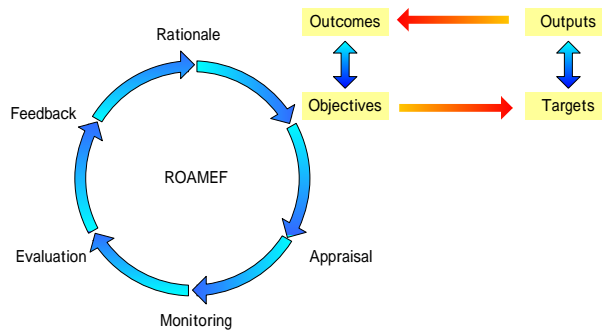 Outcomes
Outputs
Rationale
Objectives
Targets
Feedback
ROAMEF
Evaluation
Appraisal
Monitoring